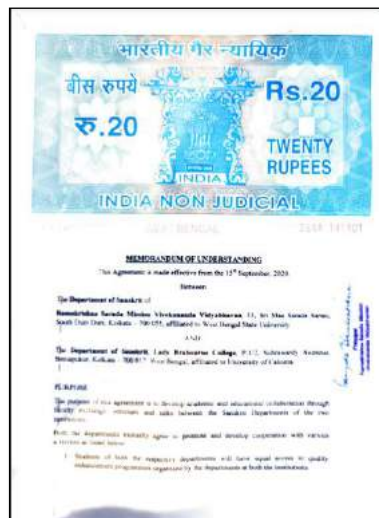 भारतीय गैर न्यायिक
बीस रुपये
रु.20
Rs.20
TWENTY
RUPEES
INDIA
INDIA NON JUDICIAL
WEST BENGAL
MEMORANDUM OF UNDERSTANDING
This Agreement is made effective from the 15th September, 2020
Between
The Department of Sanskrit of
Ramakrishna Sarada Mission Vivekananda Vidyabhavan, 33, Sri Maa Sarada Sarani,
South Dum Dum, Kolkata – 700 055, affiliated to West Bengal State University
AND
The Department of Sanskrit, Lady Brabourne College, P-1/2, Suhrawardy Avenue,
Beniapukur, Kolkata – 700 017, West Bengal, affiliated to University of Calcutta
PURPOSE
The purpose of this agreement is to develop academic and educational collaboration through
faculty exchange, seminars and talks between the Sanskrit Department of the two
institutions.
Both the departments mutually agree to promote and develop cooperation with various
activities as listed below
1. Students of both the respective departments will have equal access to quality
enhancement programmes organized by the departments at both the institutions.